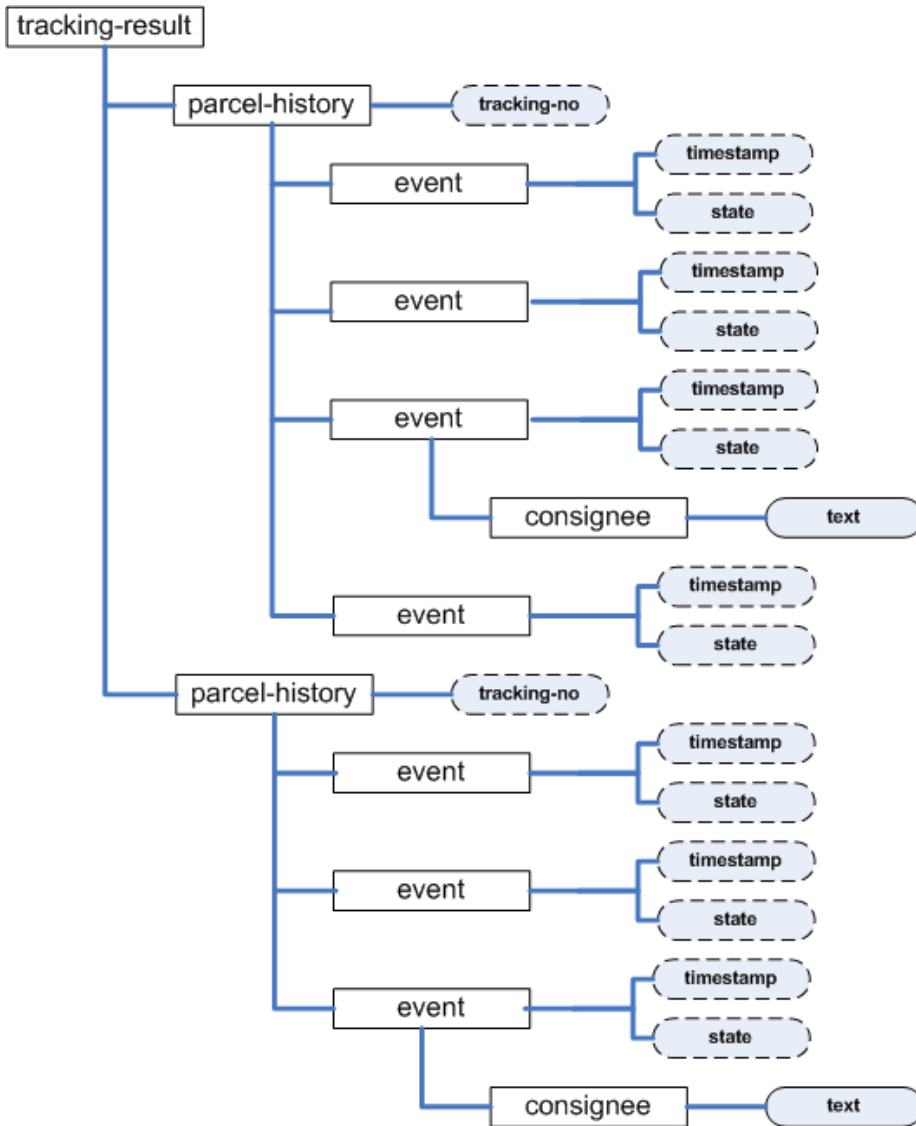 tracking-result
parcel-history
tracking-no
event
timestamp
state
event
timestamp
state
event
timestamp
state
consignee
text
event
timestamp
state
parcel-history
tracking-no
event
timestamp
state
event
timestamp
state
event
timestamp
state
consignee
text